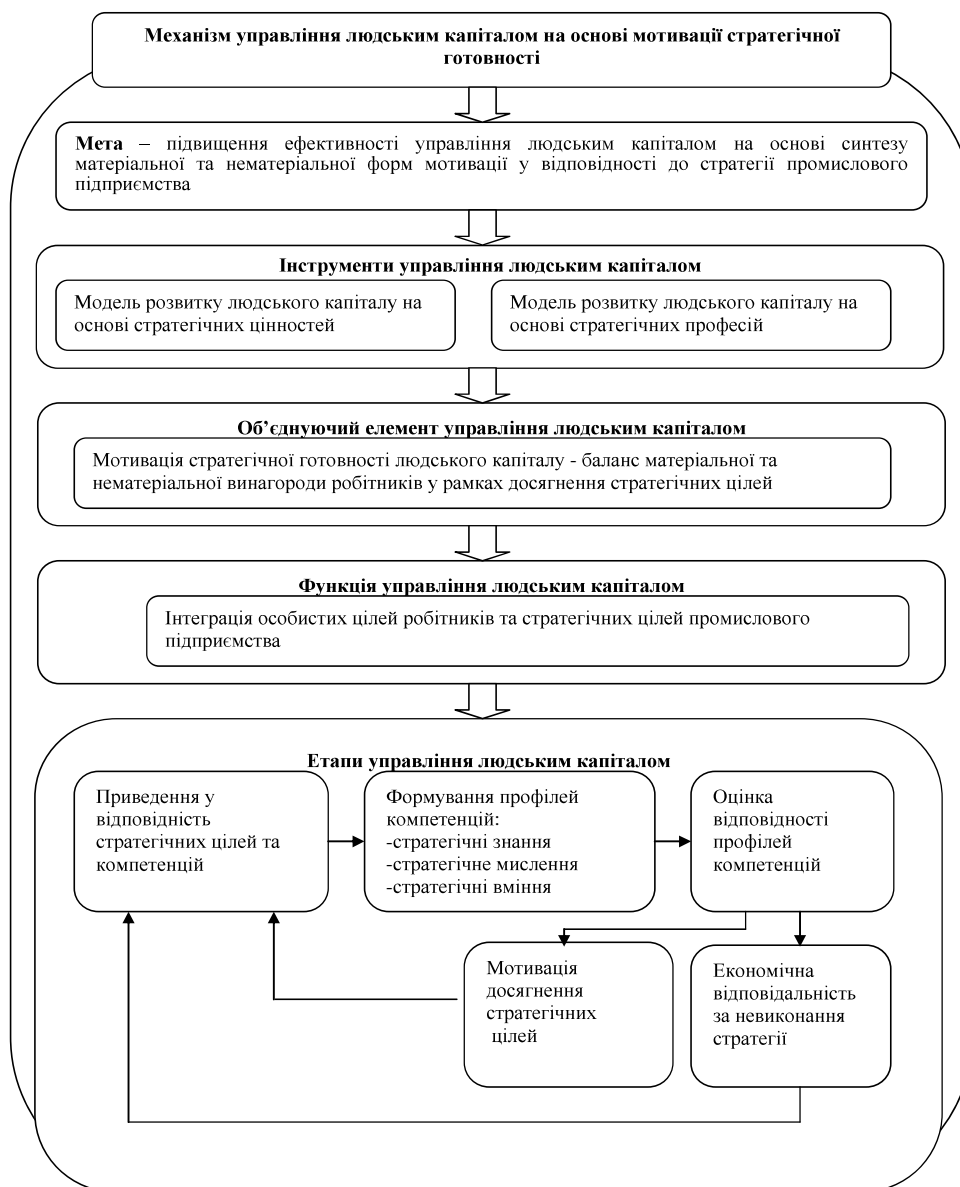 Механізм управління людським капіталом на основі мотивації стратегічної
готовності
Мета – підвищення ефективності управління людським капіталом на основі синтезу
матеріальної та нематеріальної форм мотивації у відповідності до стратегії промислового
підприємства
Інструменти управління людським капіталом
Модель розвитку людського капіталу на
основі стратегічних цінностей
Модель розвитку людського капіталу на
основі стратегічних професій
Об’єднуючий елемент управління людським капіталом
Мотивація стратегічної готовності людського капіталу - баланс матеріальної та
нематеріальної винагороди робітників у рамках досягнення стратегічних цілей
Функція управління людським капіталом
Інтеграція особистих цілей робітників та стратегічних цілей промислового
підприємства
Етапи управління людським капіталом
Приведення у
відповідність
стратегічних цілей та
компетенцій
Формування профілей
компетенцій:
-стратегічні знання
-стратегічне мислення
-стратегічні вміння
Оцінка
відповідності
профілей
компетенцій
Мотивація
досягнення
стратегічних
цілей
Економічна
відповідальність
за невиконання
стратегії